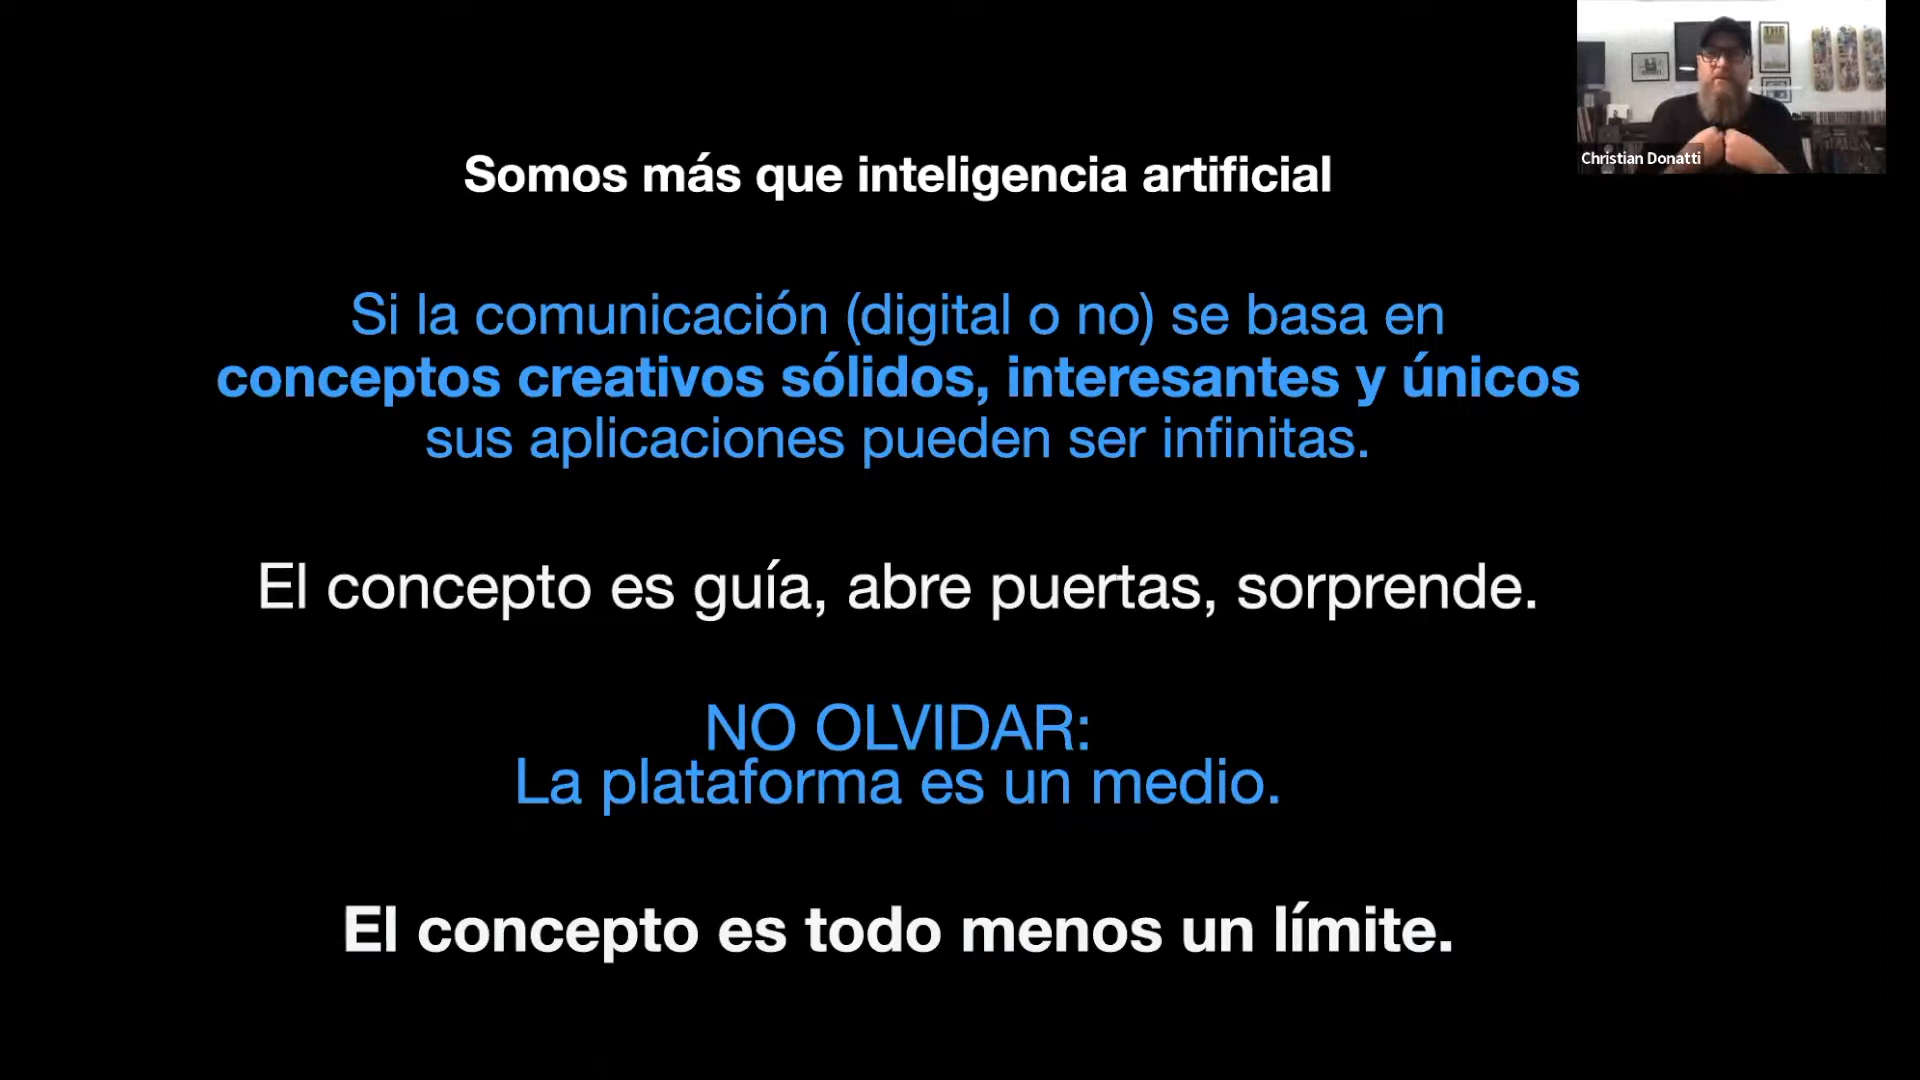 Somos más que inteligencia artificial
Si la comunicación (digital o no) se basa en
conceptos creativos sólidos, interesantes y únicos
sus aplicaciones pueden ser infinitas.
El concepto es guía, abre puertas, sorprende.
NO OLVIDAR:
La plataforma es un medio.
El concepto es todo menos un límite.
THE
Christian Donatti